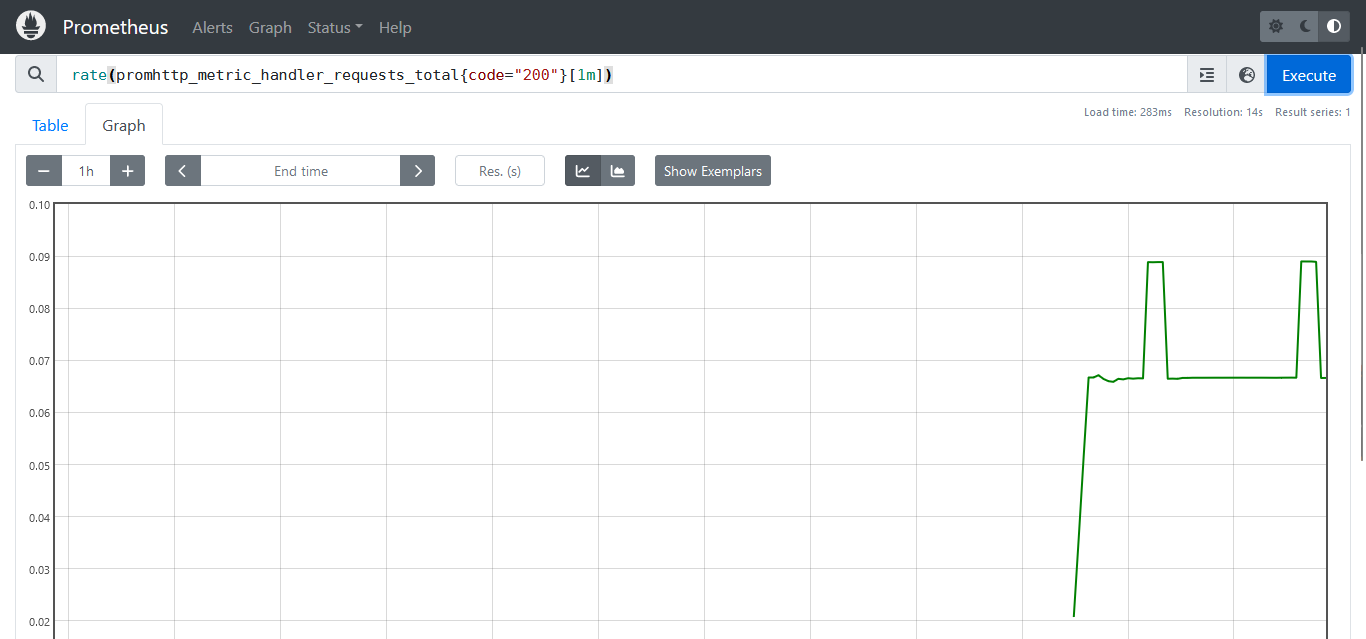 Prometheus Alerts Graph Status Help
rate(promhttp_metric_handler_requests_total{code="200"}[1m]) Execute
Load time: 283ms Resolution: 14s Result series: 1
Table Graph
1h End time Res. (s) Show Exemplars
0.10
0.09
0.08
0.07
0.06
0.05
0.04
0.03
0.02